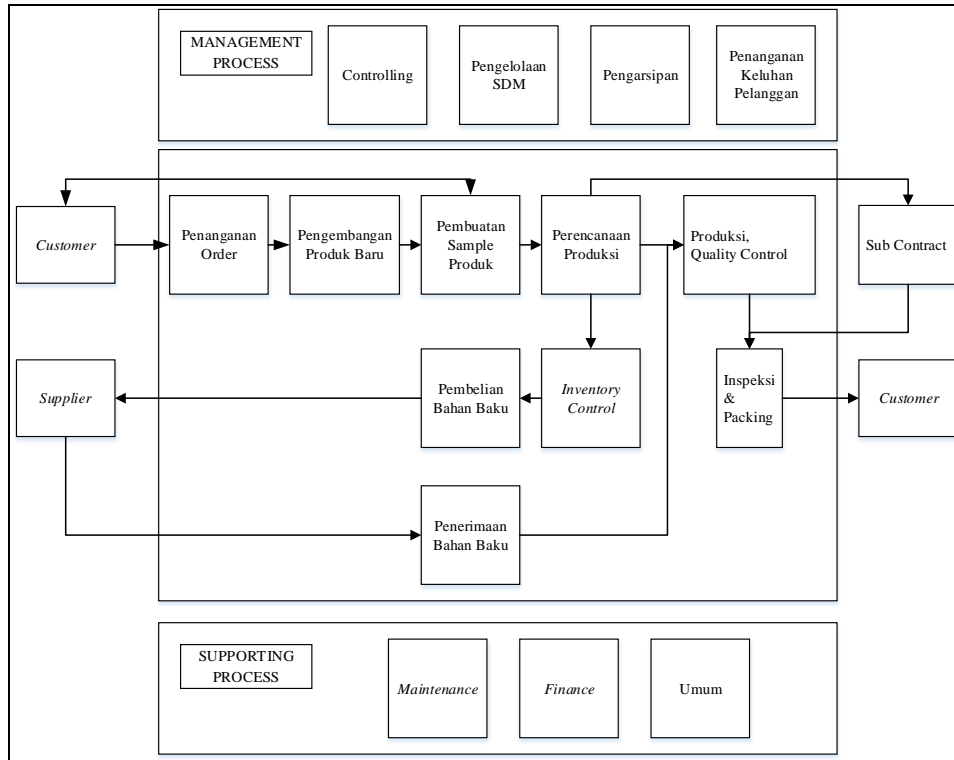 MANAGEMENT
PROCESS
Controlling
Pengelolaan
SDM
Pengarsipan
Penanganan
Keluhan
Pelanggan
Customer
Penanganan
Order
Pengembangan
Produk Baru
Pembuatan
Sample
Produk
Perencanaan
Produksi
Produksi,
Quality Control
Sub Contract
Supplier
Pembelian
Bahan Baku
Inventory
Control
Inspeksi
&
Packing
Customer
Penerimaan
Bahan Baku
SUPPORTING
PROCESS
Maintenance
Finance
Umum